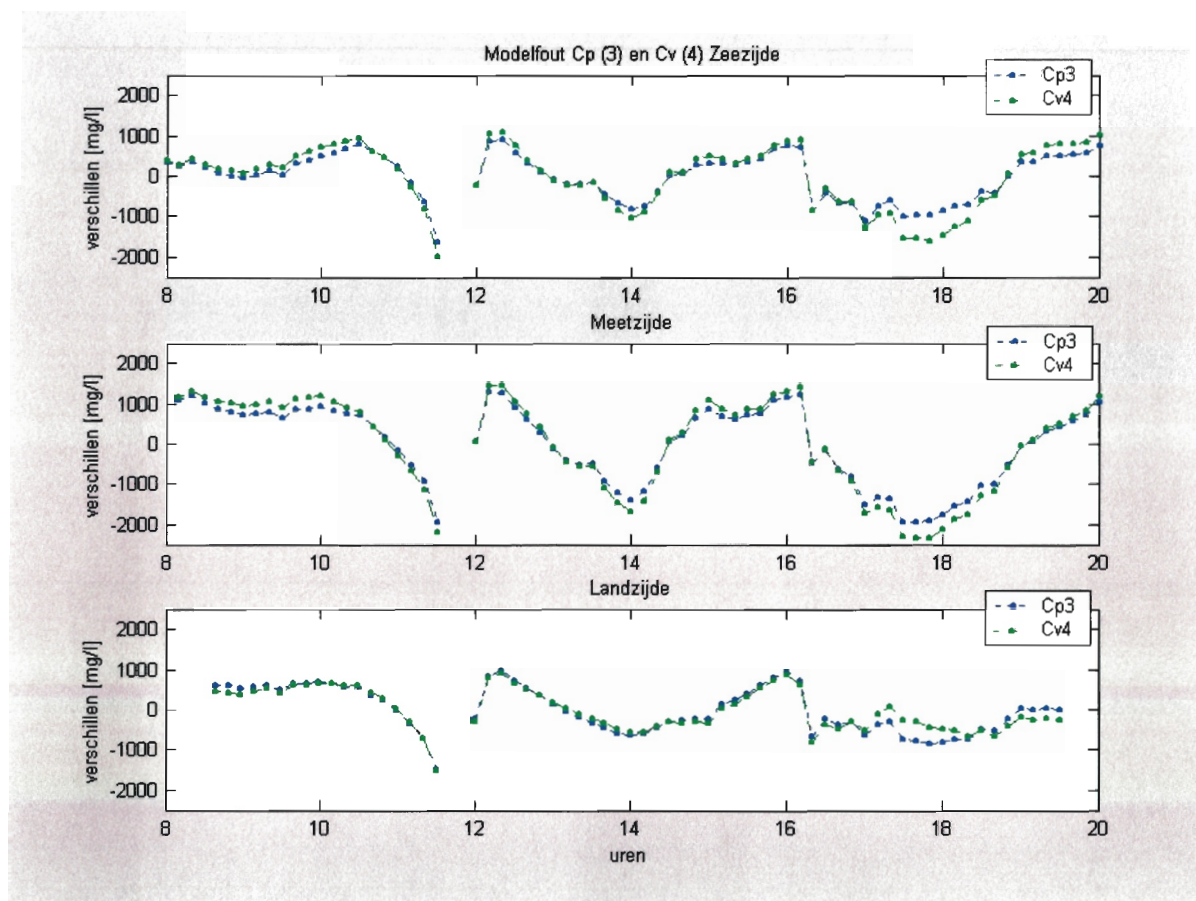 Modelfout Cp (3) en Cv (4) Zeezijde
Cp3
Cv4
verschillen [mg/l]
2000
1000
0
-1000
-2000
8 10 12 14 16 18 20
Meetzijde
Cp3
Cv4
verschillen [mg/l]
2000
1000
0
-1000
-2000
8 10 12 14 16 18 20
Landzijde
Cp3
Cv4
verschillen [mg/l]
2000
1000
0
-1000
-2000
8 10 12 14 16 18 20
uren